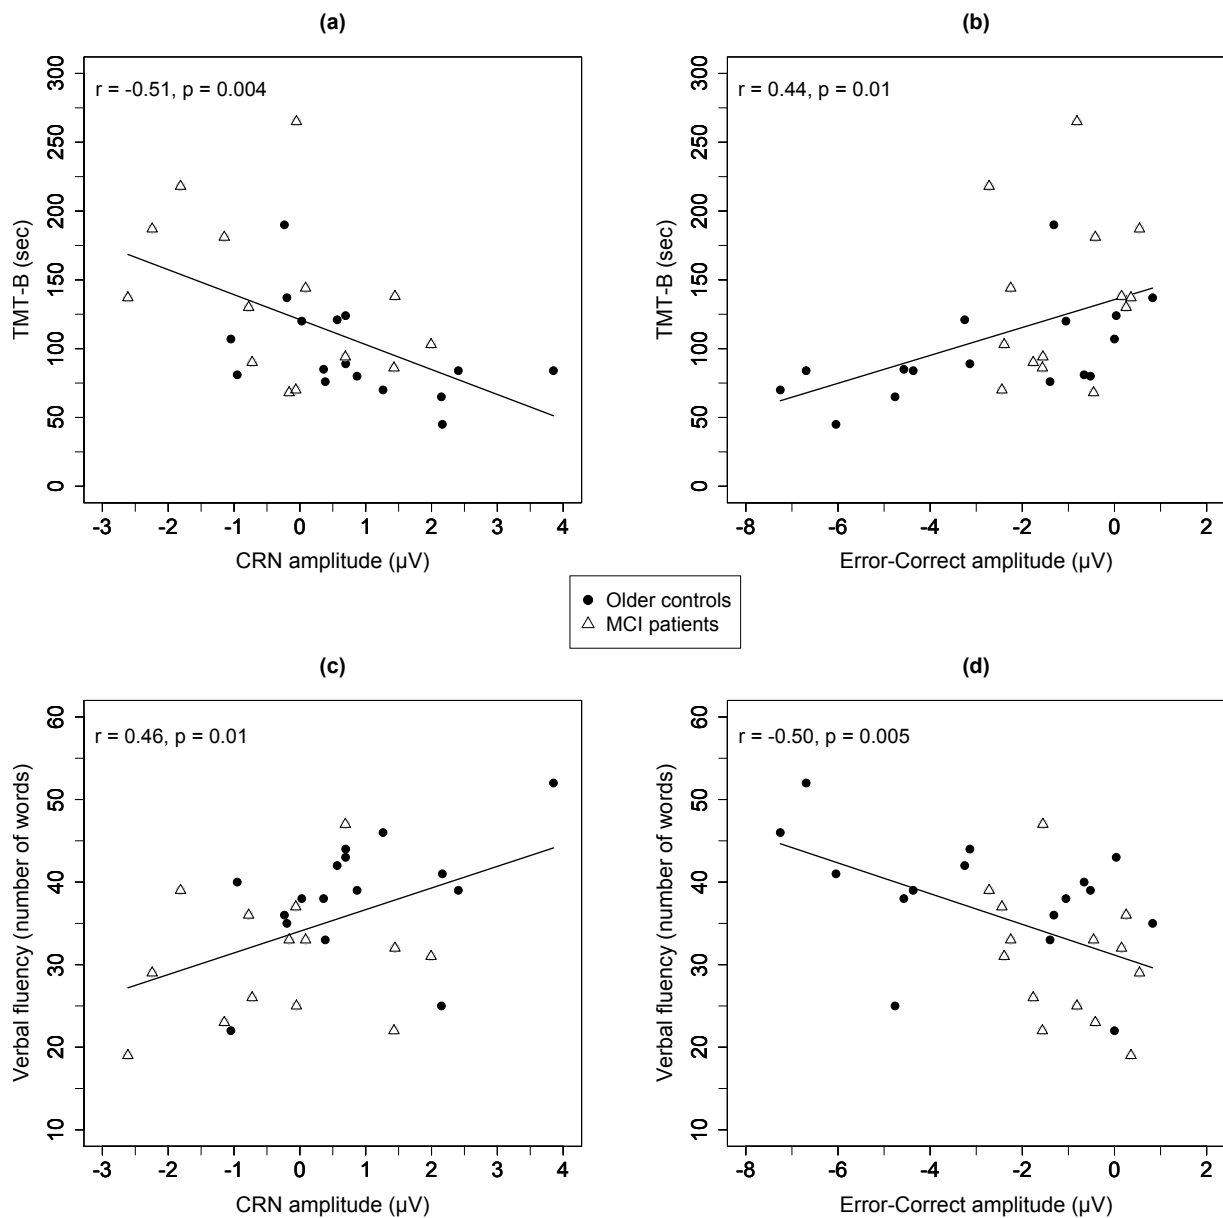 (a)
r = -0.51, p = 0.004
TMT-B (sec)
0 50 100 150 200 250 300
-3 -2 -1 0 1 2 3 4
CRN amplitude (µV)
(b)
r = 0.44, p = 0.01
TMT-B (sec)
0 50 100 150 200 250 300
-8 -6 -4 -2 0 2
Error-Correct amplitude (µV)
Older controls
MCI patients
(c)
r = 0.46, p = 0.01
Verbal fluency (number of words)
10 20 30 40 50 60
-3 -2 -1 0 1 2 3 4
CRN amplitude (µV)
(d)
r = -0.50, p = 0.005
Verbal fluency (number of words)
10 20 30 40 50 60
-8 -6 -4 -2 0 2
Error-Correct amplitude (µV)